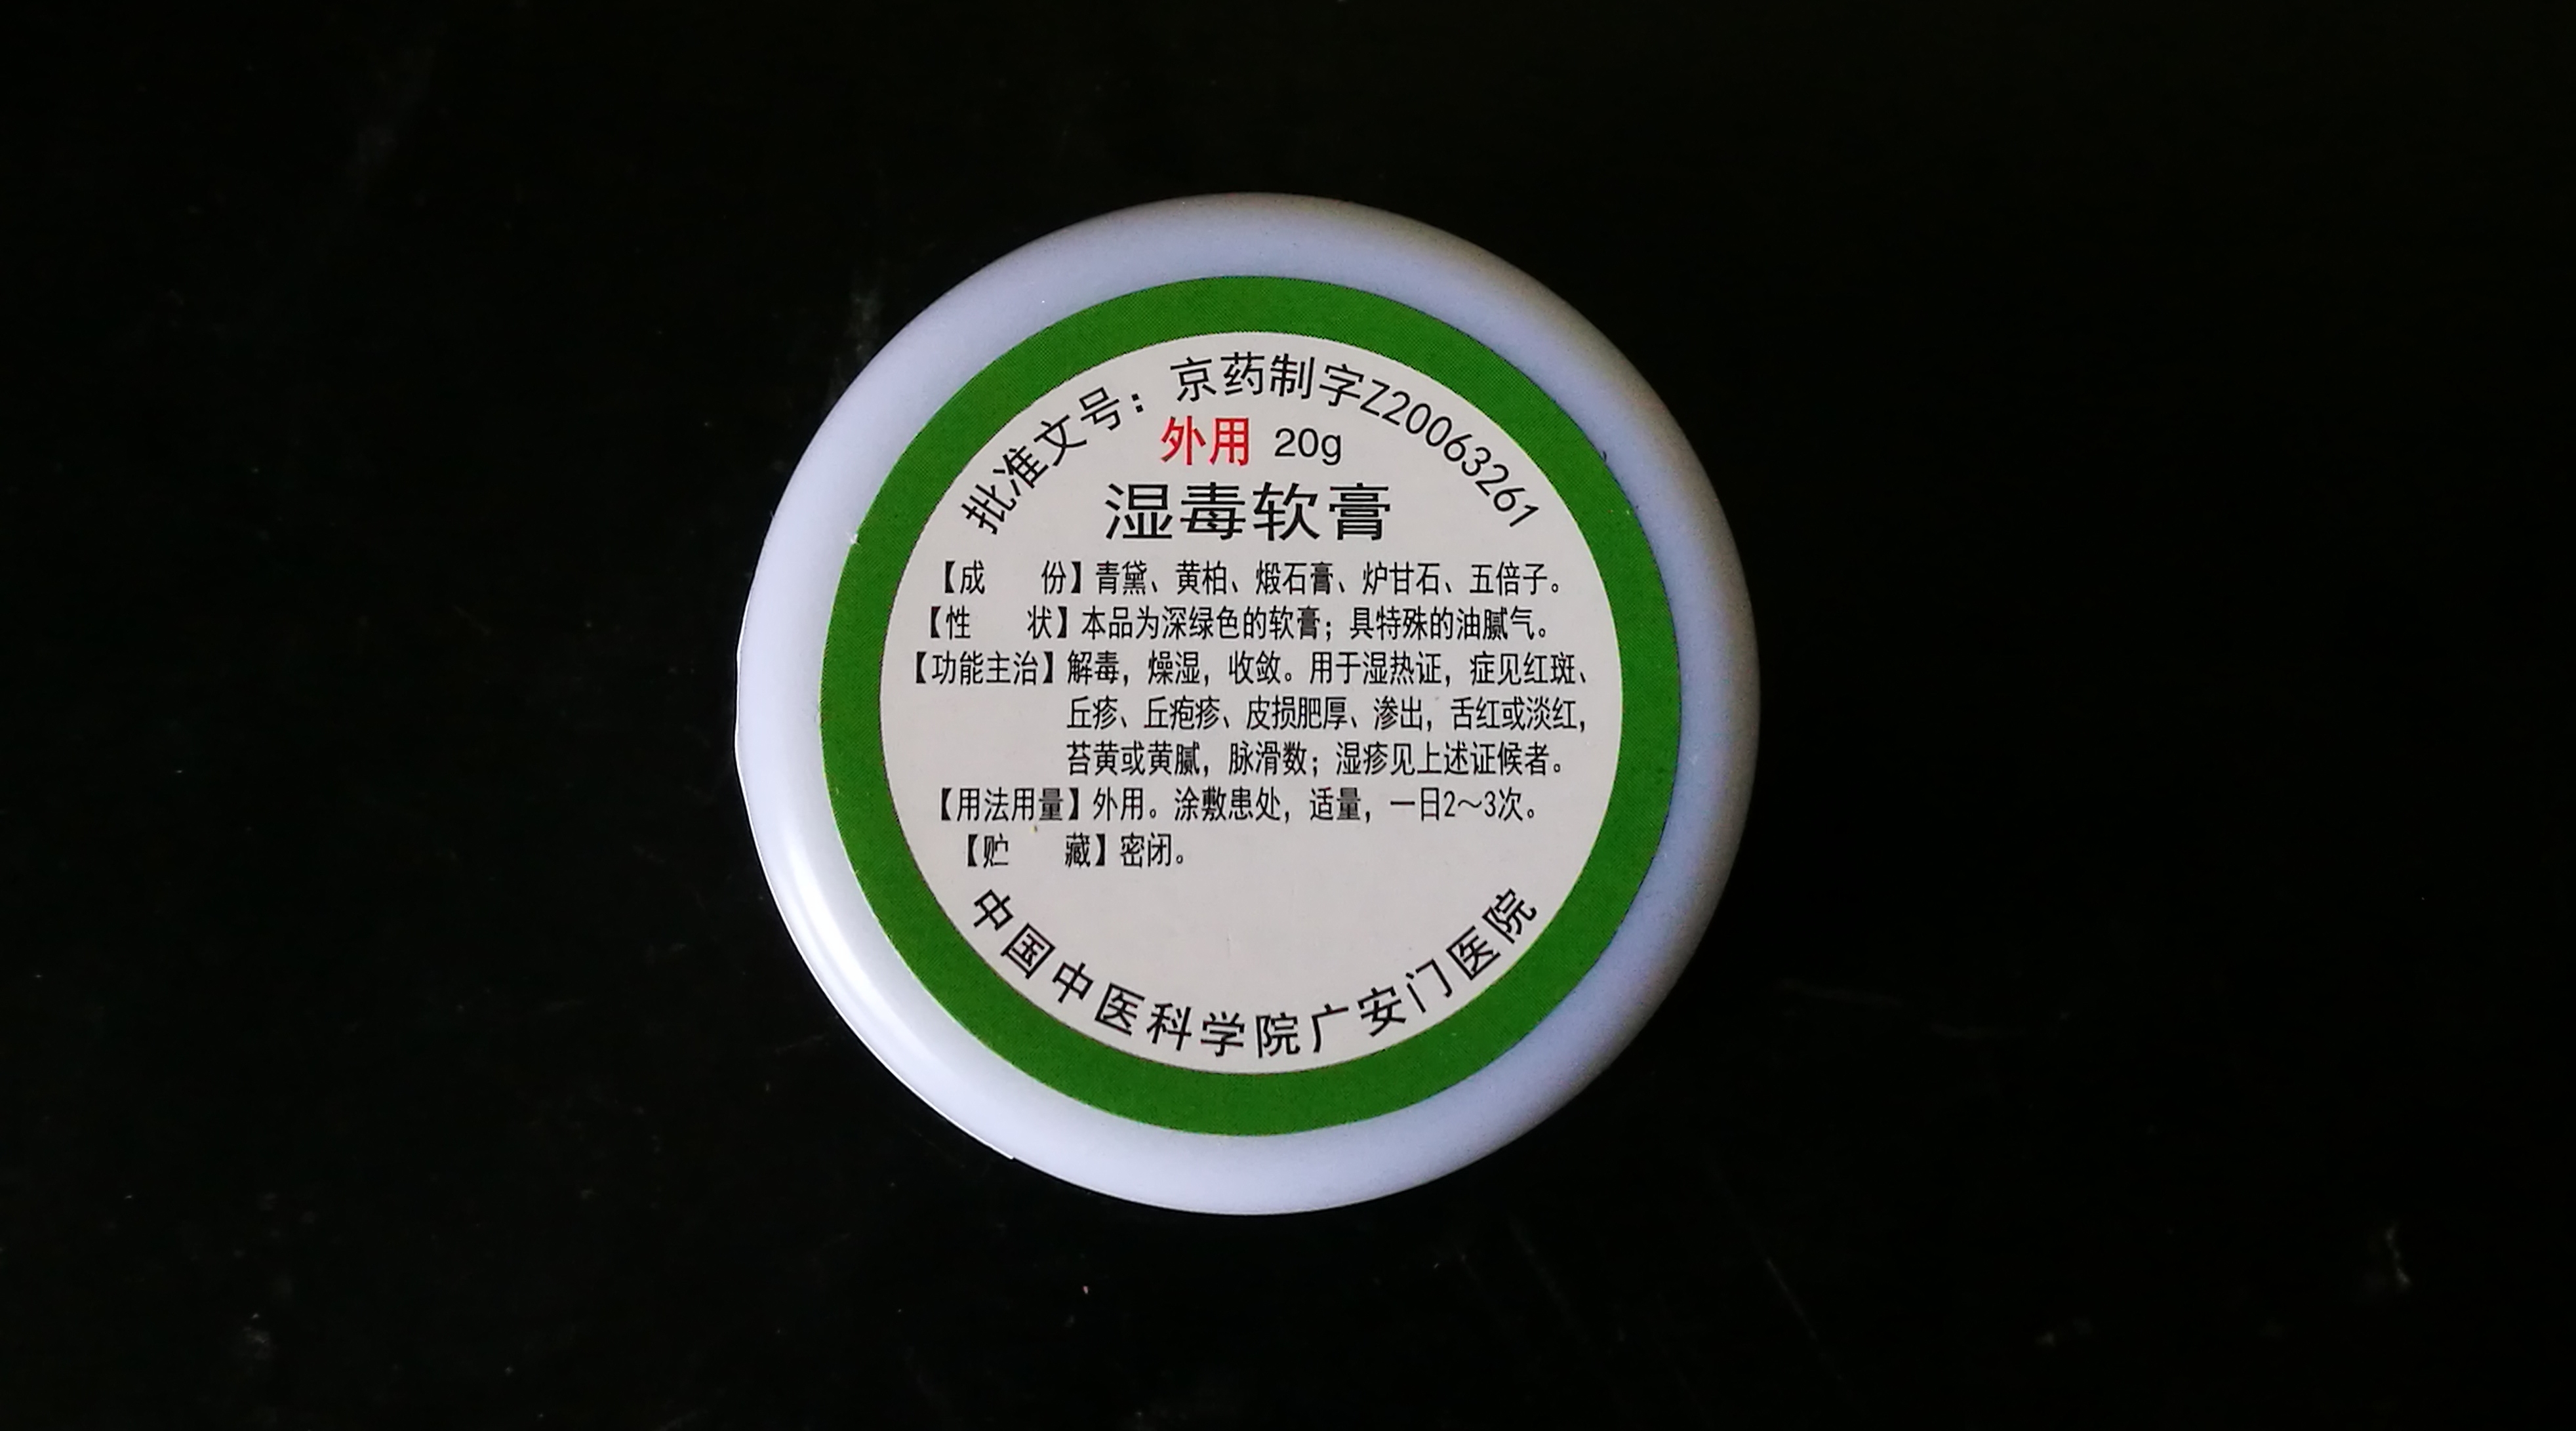 批准文号：京药制字Z20063261
外用 20g
湿毒软膏
【成　　份】青黛、黄柏、煅石膏、炉甘石、五倍子。
【性　　状】本品为深绿色的软膏；具特殊的油腻气。
【功能主治】解毒，燥湿，收敛。用于湿热证，症见红斑、
丘疹、丘疱疹、皮损肥厚、渗出，舌红或淡红，
苔黄或黄腻，脉滑数；湿疹见上述证候者。
【用法用量】外用。涂敷患处，适量，一日2～3次。
【贮　　藏】密闭。
中国中医科学院广安门医院